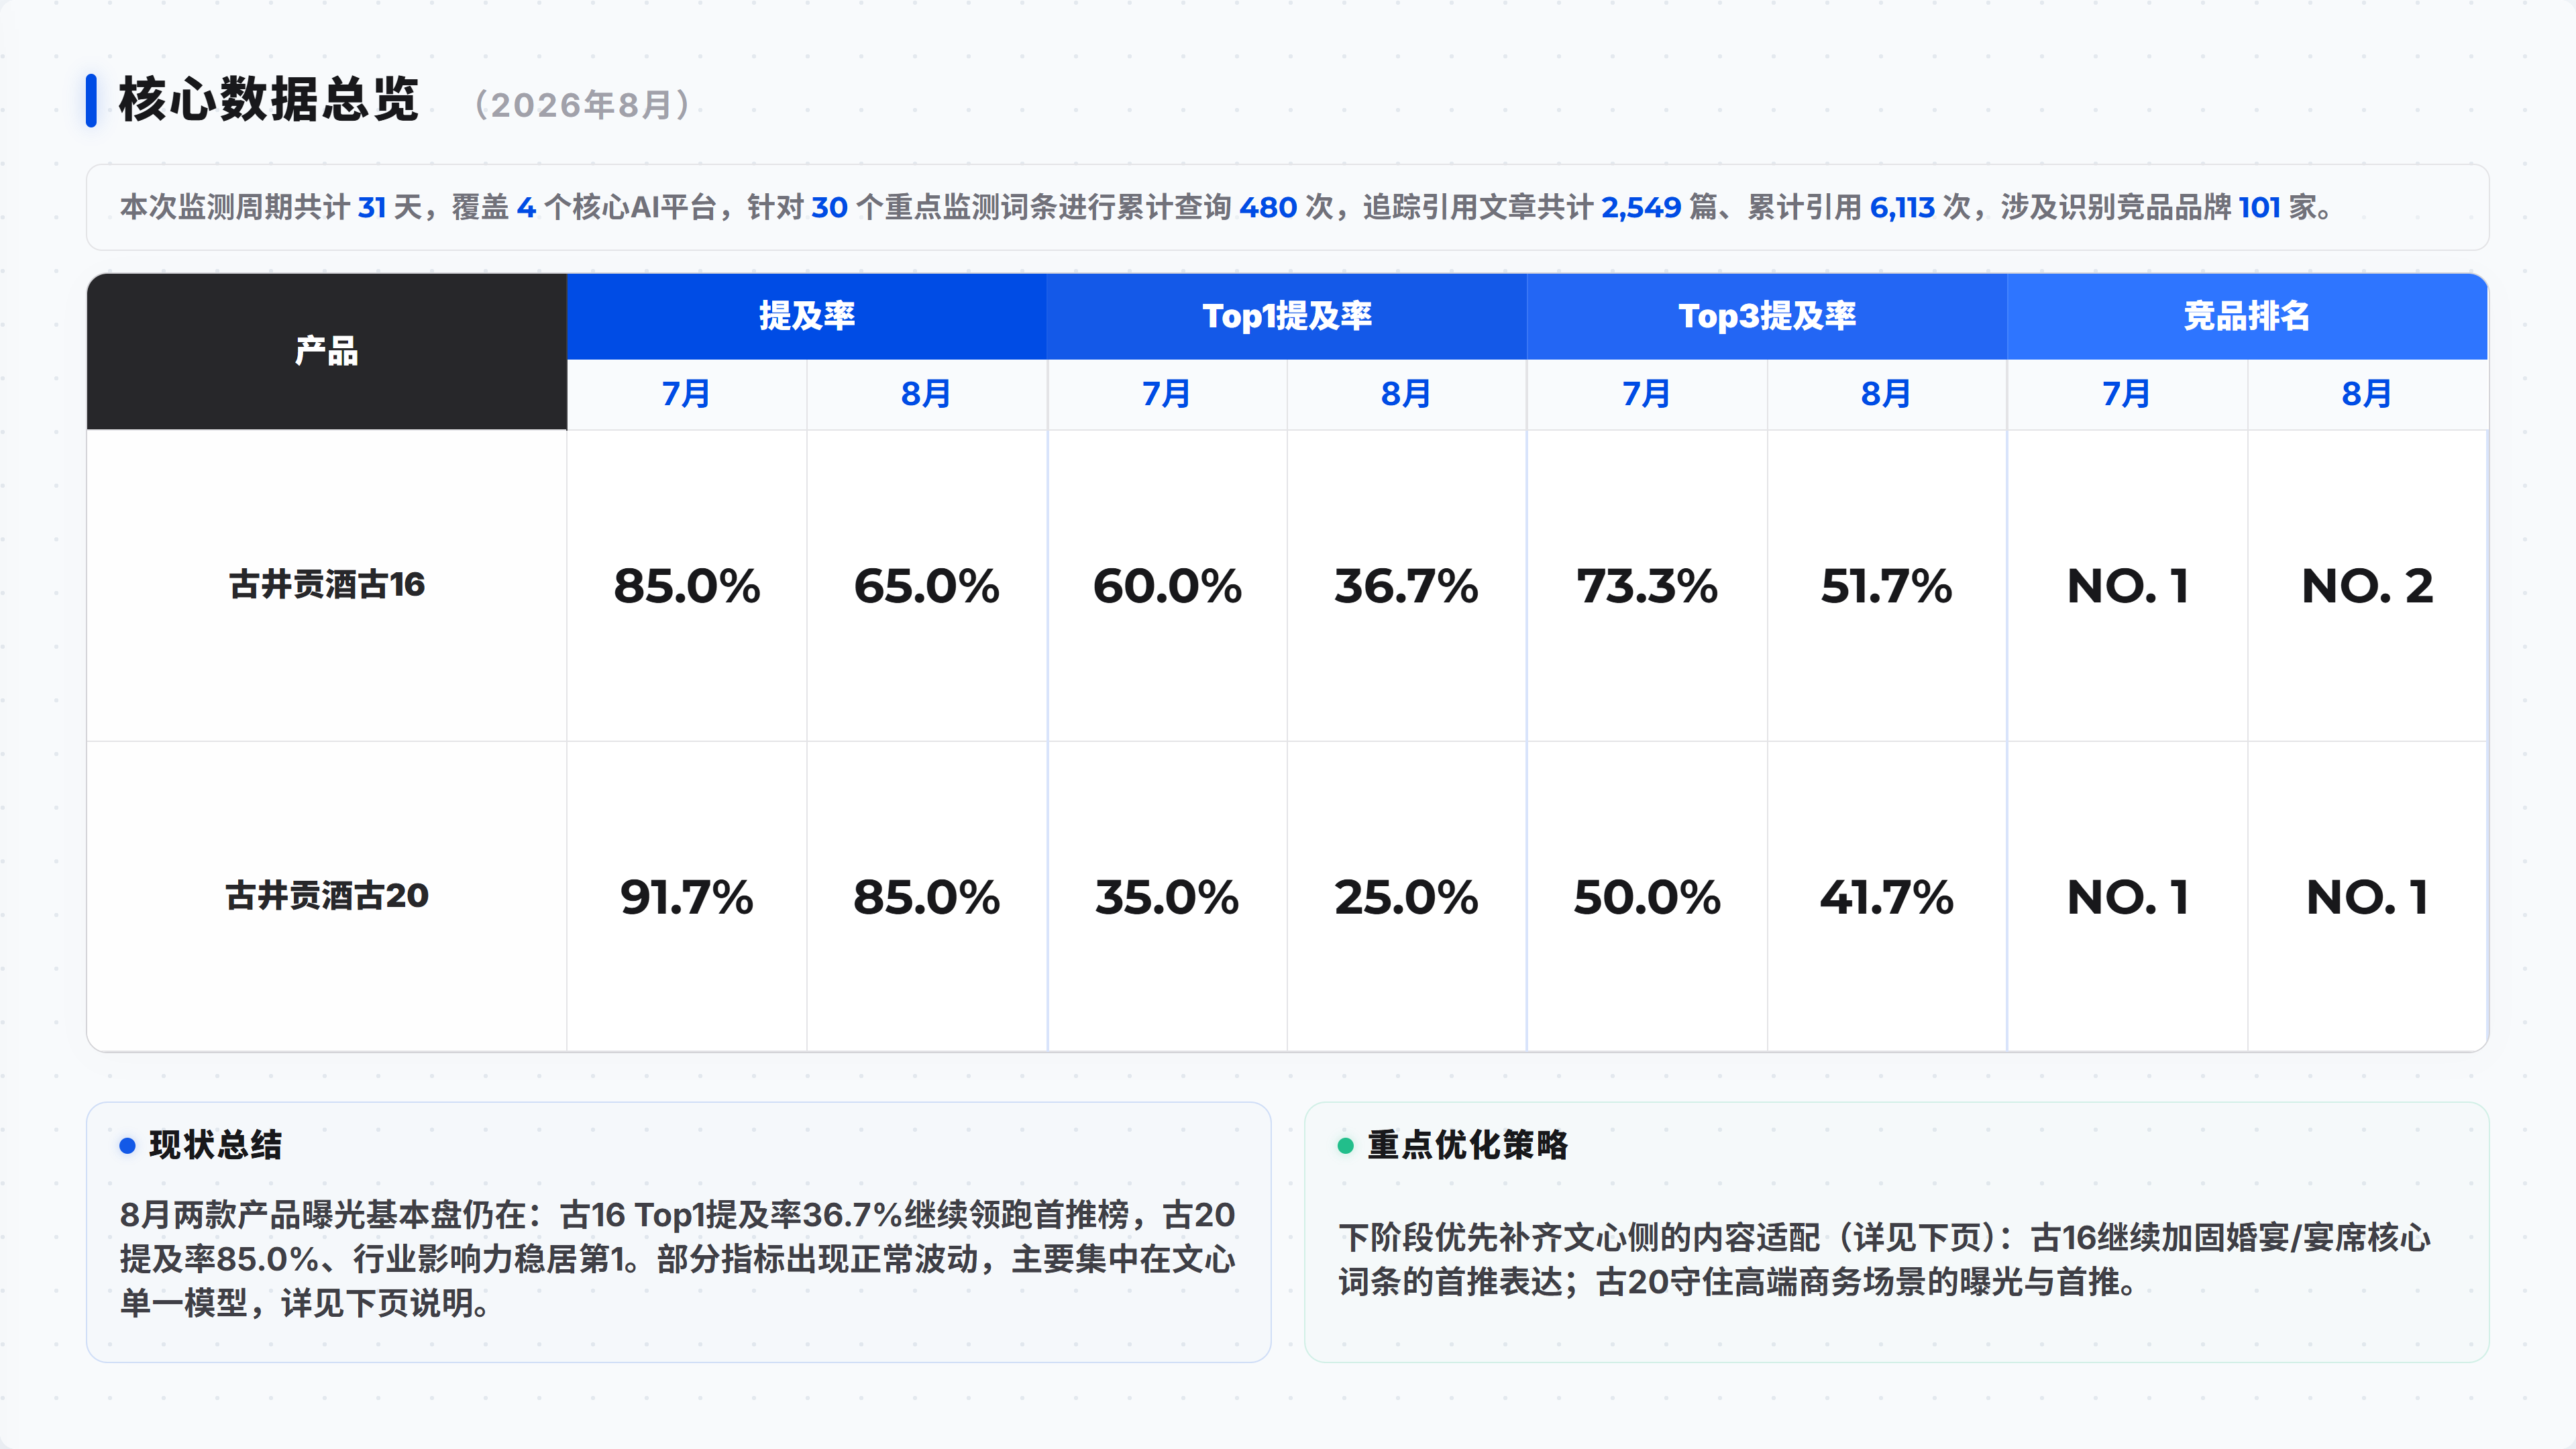 核心数据总览 （2026年8月）
本次监测周期共计 31 天，覆盖 4 个核心AI平台，针对 30 个重点监测词条进行累计查询 480 次，追踪引用文章共计 2,549 篇、累计引用 6,113 次，涉及识别竞品品牌 101 家。
产品 提及率 Top1提及率 Top3提及率 竞品排名
7月 8月 7月 8月 7月 8月 7月 8月
古井贡酒古16 85.0% 65.0% 60.0% 36.7% 73.3% 51.7% NO. 1 NO. 2
古井贡酒古20 91.7% 85.0% 35.0% 25.0% 50.0% 41.7% NO. 1 NO. 1
现状总结
8月两款产品曝光基本盘仍在：古16 Top1提及率36.7%继续领跑首推榜，古20
提及率85.0%、行业影响力稳居第1。部分指标出现正常波动，主要集中在文心
单一模型，详见下页说明。
重点优化策略
下阶段优先补齐文心侧的内容适配（详见下页）：古16继续加固婚宴/宴席核心
词条的首推表达；古20守住高端商务场景的曝光与首推。